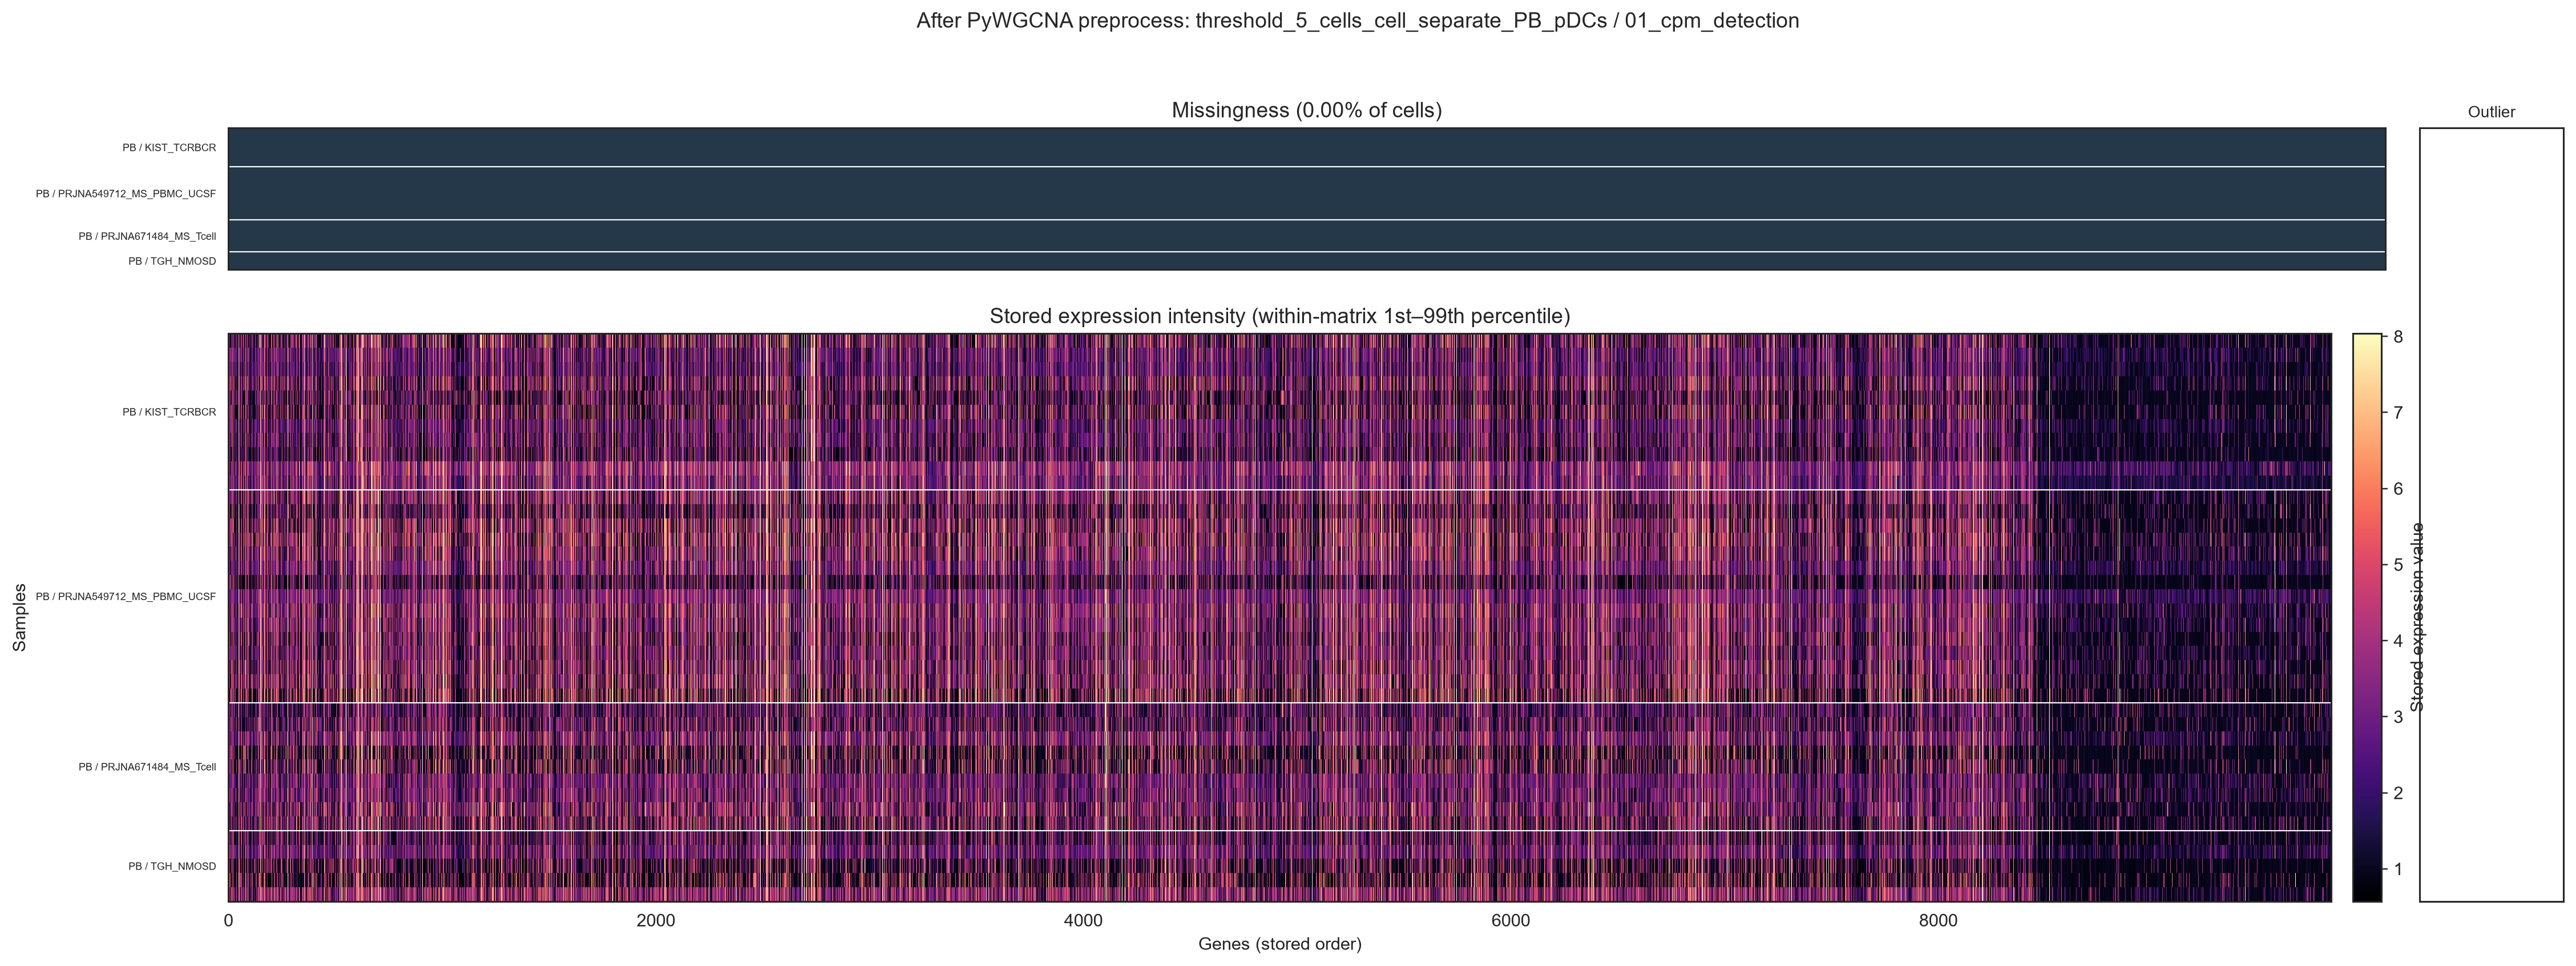 After PyWGCNA preprocess: threshold_5_cells_cell_separate_PB_pDCs / 01_cpm_detection
Missingness (0.00% of cells)
Outlier
PB / KIST_TCRBCR
PB / PRJNA549712_MS_PBMC_UCSF
PB / PRJNA671484_MS_Tcell
PB / TGH_NMOSD
Stored expression intensity (within-matrix 1st–99th percentile)
Samples
PB / KIST_TCRBCR
PB / PRJNA549712_MS_PBMC_UCSF
PB / PRJNA671484_MS_Tcell
PB / TGH_NMOSD
8
7
6
5
4
3
2
1
Stored expression value
0 2000 4000 6000 8000
Genes (stored order)